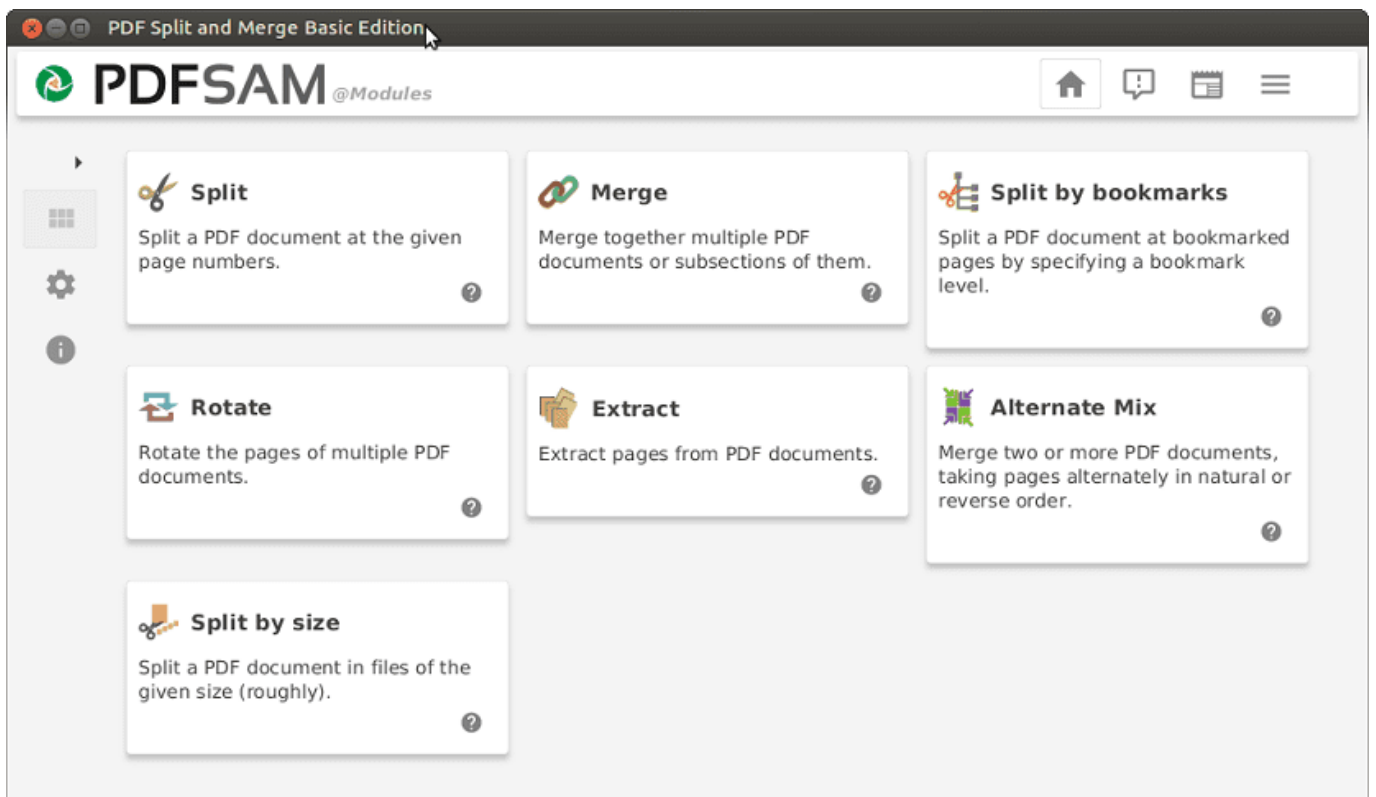 PDF Split and Merge Basic Edition
PDFSAM @Modules
Split
Split a PDF document at the given
page numbers.
Merge
Merge together multiple PDF
documents or subsections of them.
Split by bookmarks
Split a PDF document at bookmarked
pages by specifying a bookmark
level.
Rotate
Rotate the pages of multiple PDF
documents.
Extract
Extract pages from PDF documents.
Alternate Mix
Merge two or more PDF documents,
taking pages alternately in natural or
reverse order.
Split by size
Split a PDF document in files of the
given size (roughly).